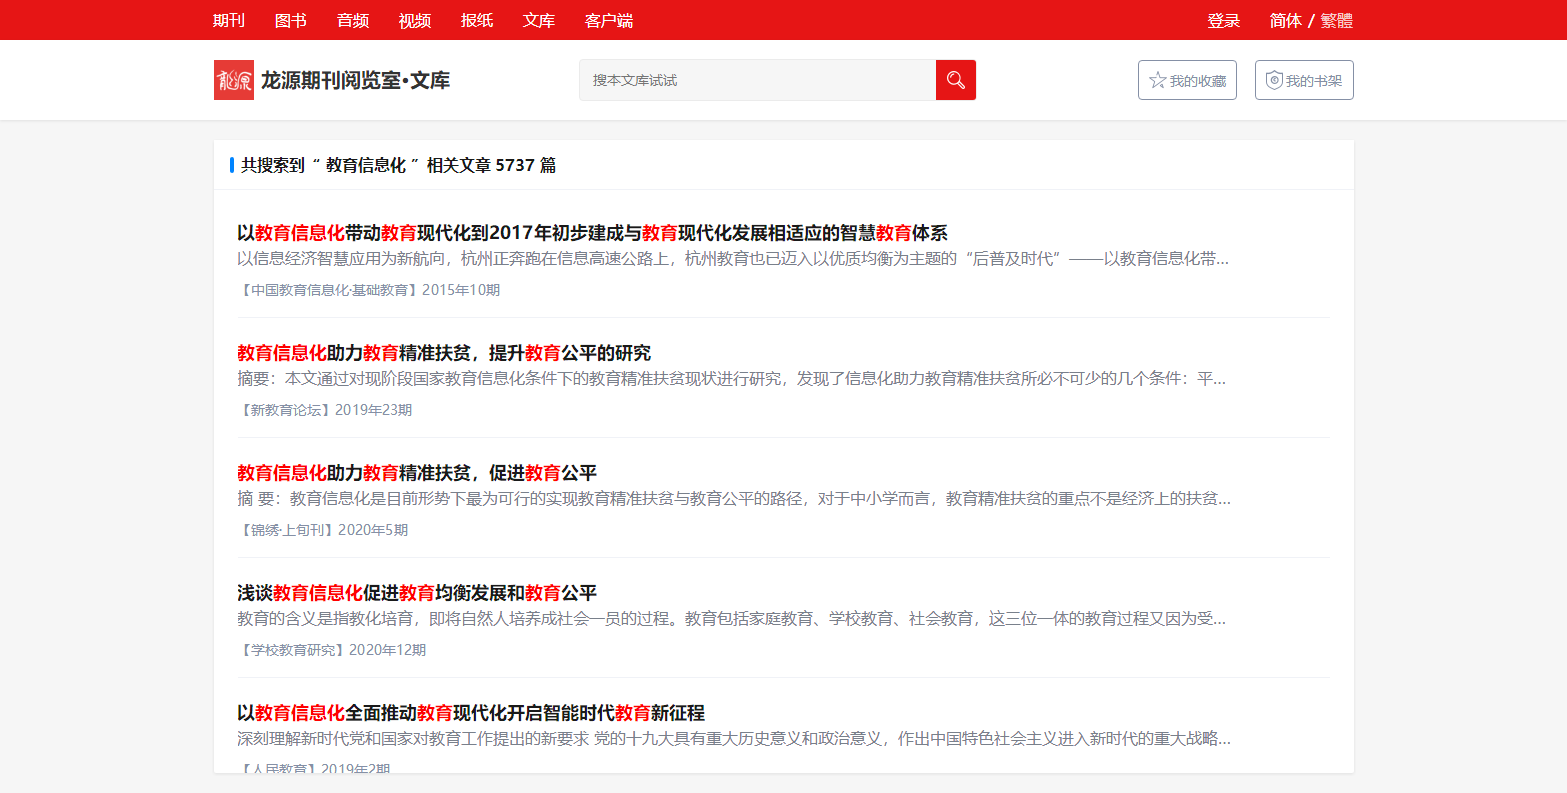 期刊 图书 音频 视频 报纸 文库 客户端 登录 简体 / 繁體
龙源 龙源期刊阅览室·文库 搜本文库试试 我的收藏 我的书架
共搜索到 “ 教育信息化 ” 相关文章 5737 篇
以教育信息化带动教育现代化到2017年初步建成与教育现代化发展相适应的智慧教育体系
以信息经济智慧应用为新航向，杭州正奔跑在信息高速公路上，杭州教育也已迈入以优质均衡为主题的“后普及时代”——以教育信息化带...
【中国教育信息化·基础教育】2015年10期
教育信息化助力教育精准扶贫，提升教育公平的研究
摘要：本文通过对现阶段国家教育信息化条件下的教育精准扶贫现状进行研究，发现了信息化助力教育精准扶贫所必不可少的几个条件：平...
【新教育论坛】2019年23期
教育信息化助力教育精准扶贫，促进教育公平
摘 要：教育信息化是目前形势下最为可行的实现教育精准扶贫与教育公平的路径，对于中小学而言，教育精准扶贫的重点不是经济上的扶贫...
【锦绣·上旬刊】2020年5期
浅谈教育信息化促进教育均衡发展和教育公平
教育的含义是指教化培育，即将自然人培养成社会一员的过程。教育包括家庭教育、学校教育、社会教育，这三位一体的教育过程又因为受...
【学校教育研究】2020年12期
以教育信息化全面推动教育现代化开启智能时代教育新征程
深刻理解新时代党和国家对教育工作提出的新要求 党的十九大具有重大历史意义和政治意义，作出中国特色社会主义进入新时代的重大战略...
【人民教育】2019年2期